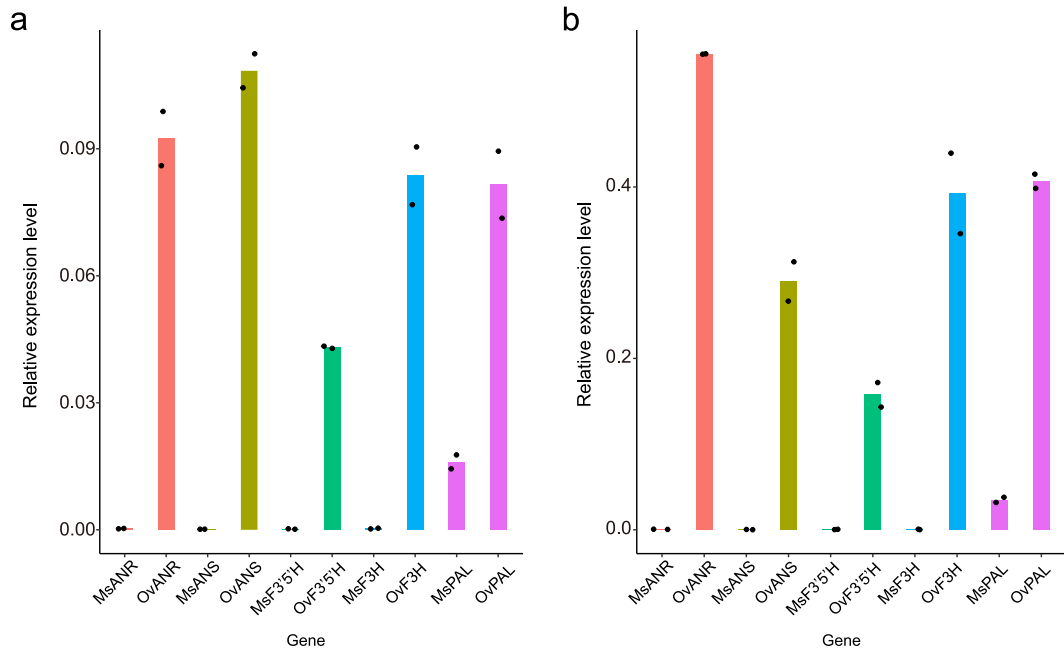 a
Relative expression level
0.09
0.06
0.03
0.00
MsANR
OvANR
MsANS
OvANS
MsF3'5'H
OvF3'5'H
MsF3H
OvF3H
MsPAL
OvPAL
Gene
b
Relative expression level
0.4
0.2
0.0
MsANR
OvANR
MsANS
OvANS
MsF3'5'H
OvF3'5'H
MsF3H
OvF3H
MsPAL
OvPAL
Gene